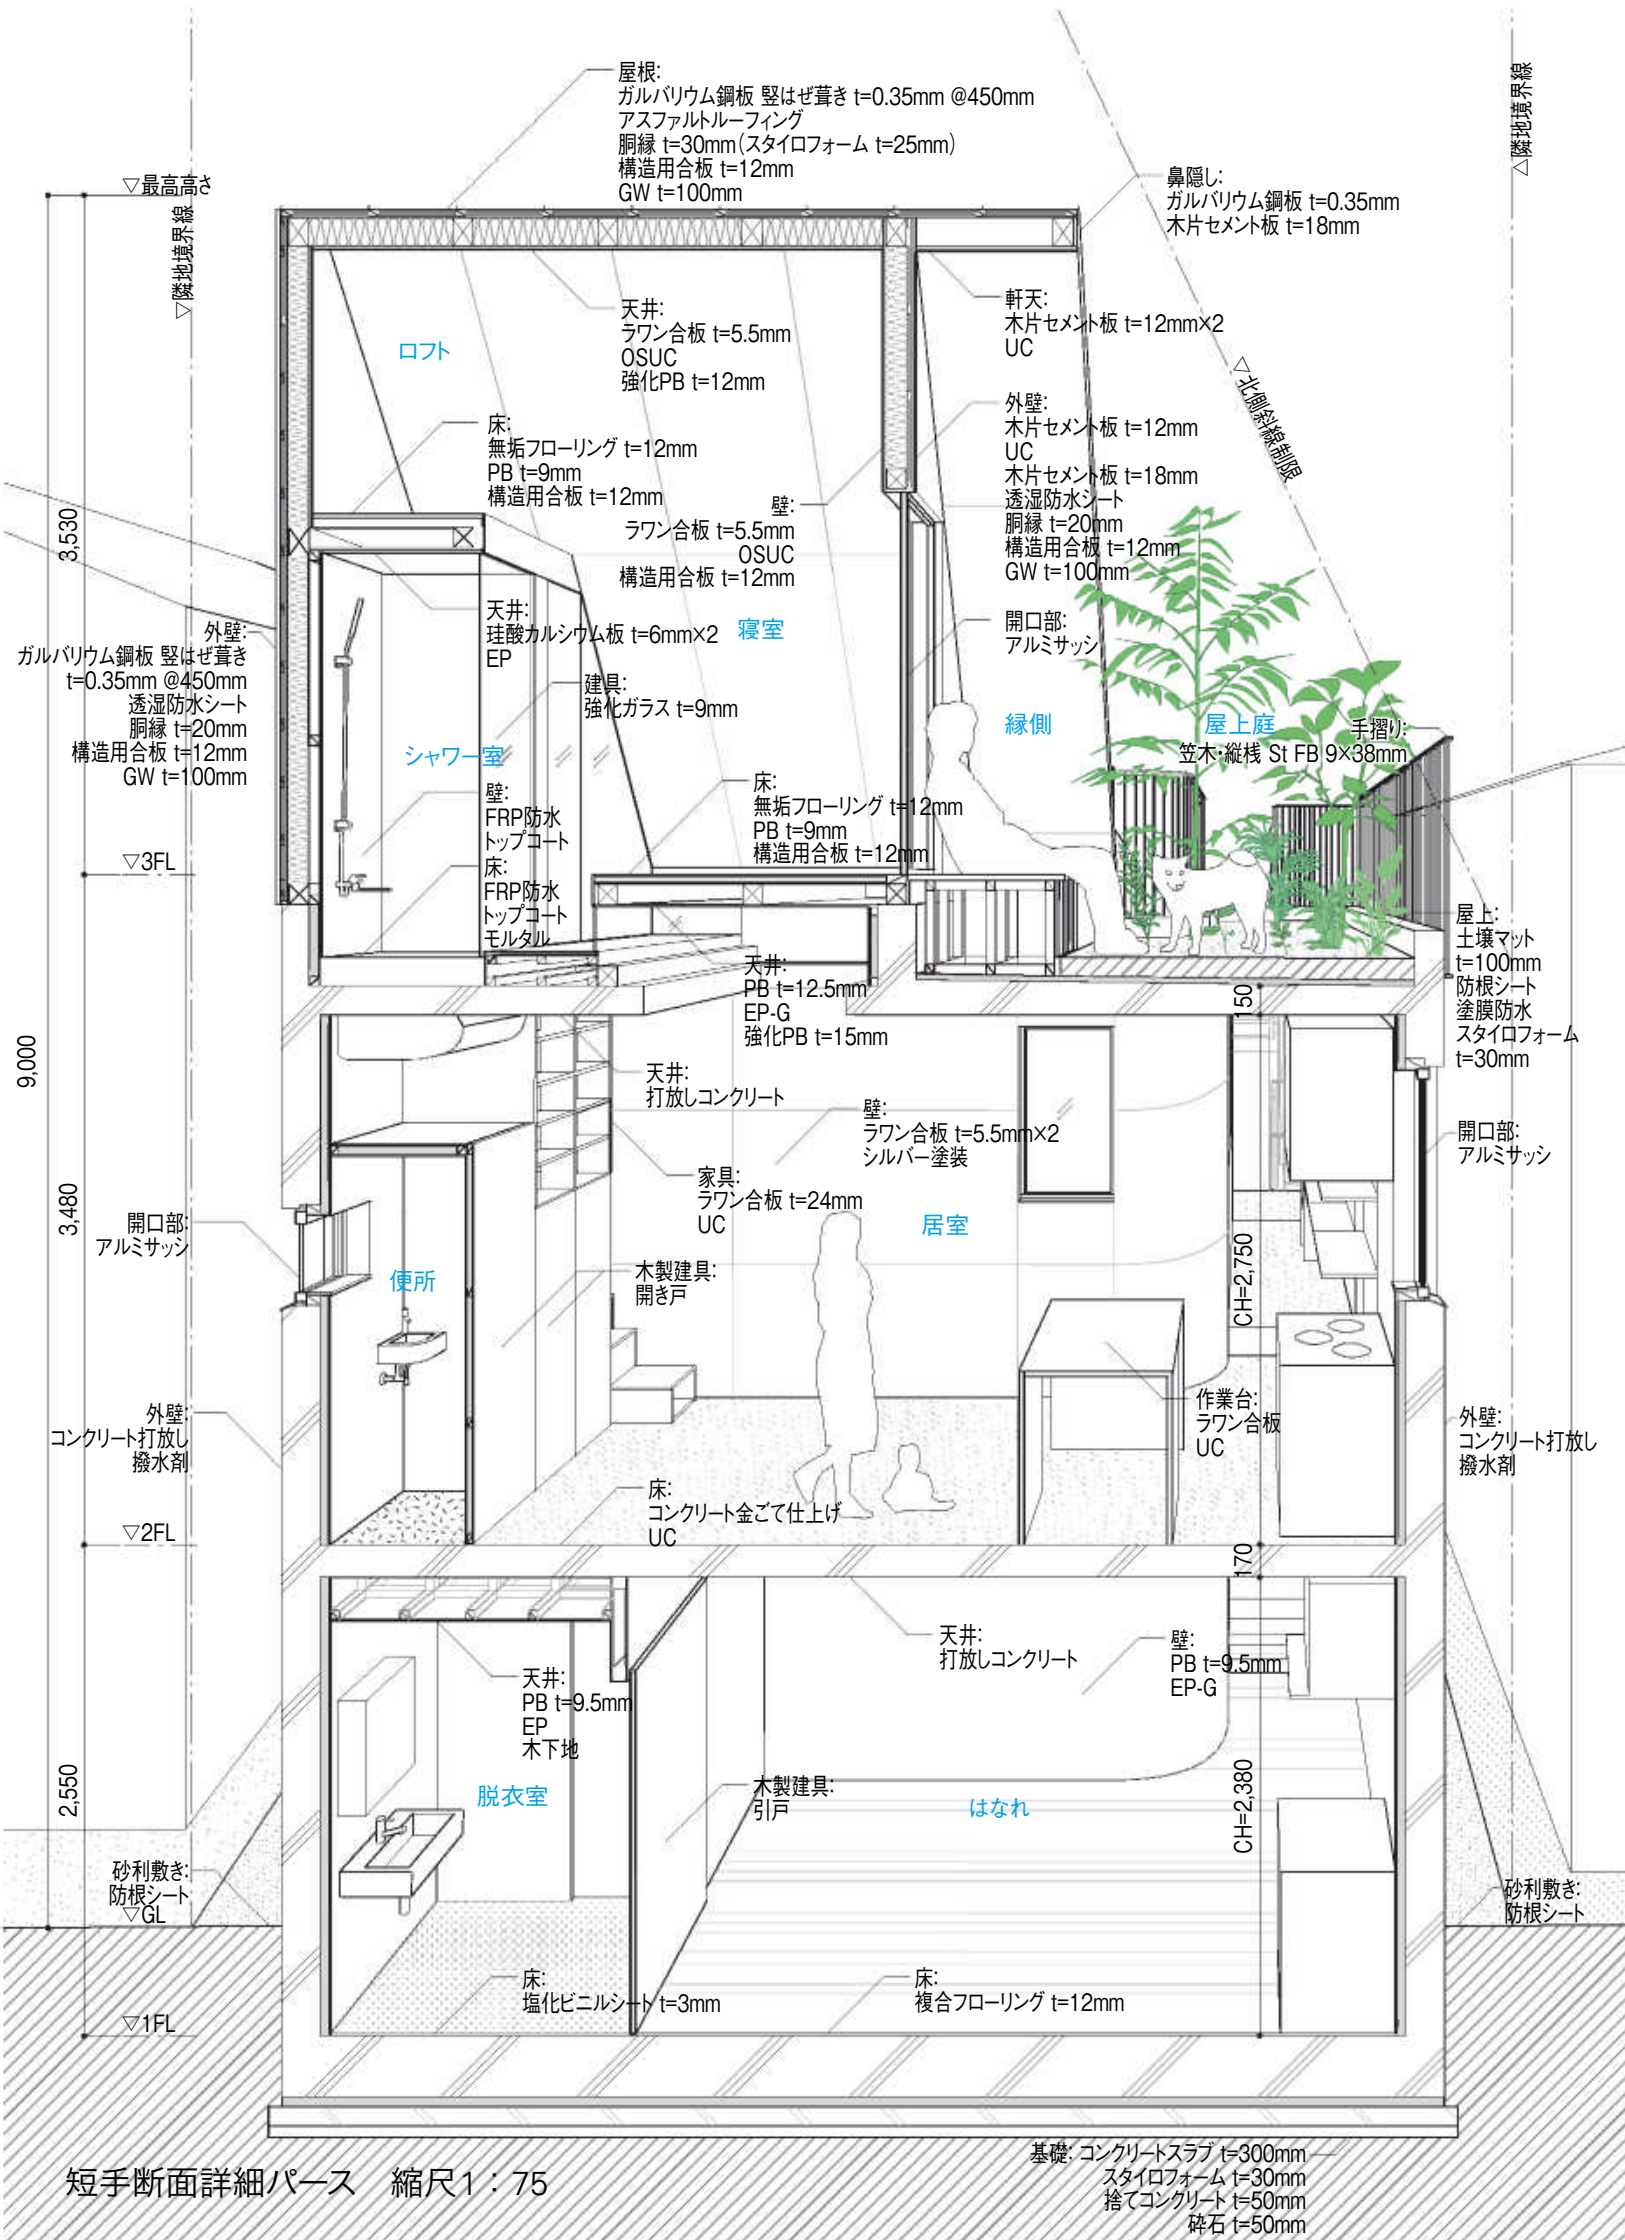 屋根:
ガルバリウム鋼板 竪はぜ葺き t=0.35mm @450mm
アスファルトルーフィング
胴縁 t=30mm(スタイロフォーム t=25mm)
構造用合板 t=12mm
GW t=100mm
▽最高高さ
▽隣地境界線
△隣地境界線
鼻隠し:
ガルバリウム鋼板 t=0.35mm
木片セメント板 t=18mm
天井:
ラワン合板 t=5.5mm
OSUC
強化PB t=12mm
ロフト
軒天:
木片セメント板 t=12mm×2
UC
△北側斜線制限
床:
無垢フローリング t=12mm
PB t=9mm
構造用合板 t=12mm
外壁:
木片セメント板 t=12mm
UC
木片セメント板 t=18mm
透湿防水シート
胴縁 t=20mm
構造用合板 t=12mm
GW t=100mm
壁:
ラワン合板 t=5.5mm
OSUC
構造用合板 t=12mm
3,530
天井:
珪酸カルシウム板 t=6mm×2
EP
寝室
開口部:
アルミサッシ
外壁:
ガルバリウム鋼板 竪はぜ葺き
t=0.35mm @450mm
透湿防水シート
胴縁 t=20mm
構造用合板 t=12mm
GW t=100mm
建具:
強化ガラス t=9mm
シャワー室
縁側
屋上庭
手摺り:
笠木・縦桟 St FB 9×38mm
壁:
FRP防水
トップコート
床:
FRP防水
トップコート
モルタル
床:
無垢フローリング t=12mm
PB t=9mm
構造用合板 t=12mm
▽3FL
屋上:
土壌マット
t=100mm
防根シート
塗膜防水
スタイロフォーム
t=30mm
天井:
PB t=12.5mm
EP-G
強化PB t=15mm
150
9,000
天井:
打放しコンクリート
壁:
ラワン合板 t=5.5mm×2
シルバー塗装
開口部:
アルミサッシ
家具:
ラワン合板 t=24mm
UC
居室
3,480
開口部:
アルミサッシ
便所
木製建具:
開き戸
CH=2,750
作業台:
ラワン合板
UC
外壁:
コンクリート打放し
撥水剤
外壁:
コンクリート打放し
撥水剤
床:
コンクリート金ごて仕上げ
UC
▽2FL
170
天井:
打放しコンクリート
壁:
PB t=9.5mm
EP-G
天井:
PB t=9.5mm
EP
木下地
2,550
脱衣室
木製建具:
引戸
はなれ
CH=2,380
砂利敷き:
防根シート
▽GL
砂利敷き:
防根シート
床:
塩化ビニルシート t=3mm
床:
複合フローリング t=12mm
▽1FL
基礎: コンクリートスラブ t=300mm
スタイロフォーム t=30mm
捨てコンクリート t=50mm
砕石 t=50mm
短手断面詳細パース 縮尺1:75